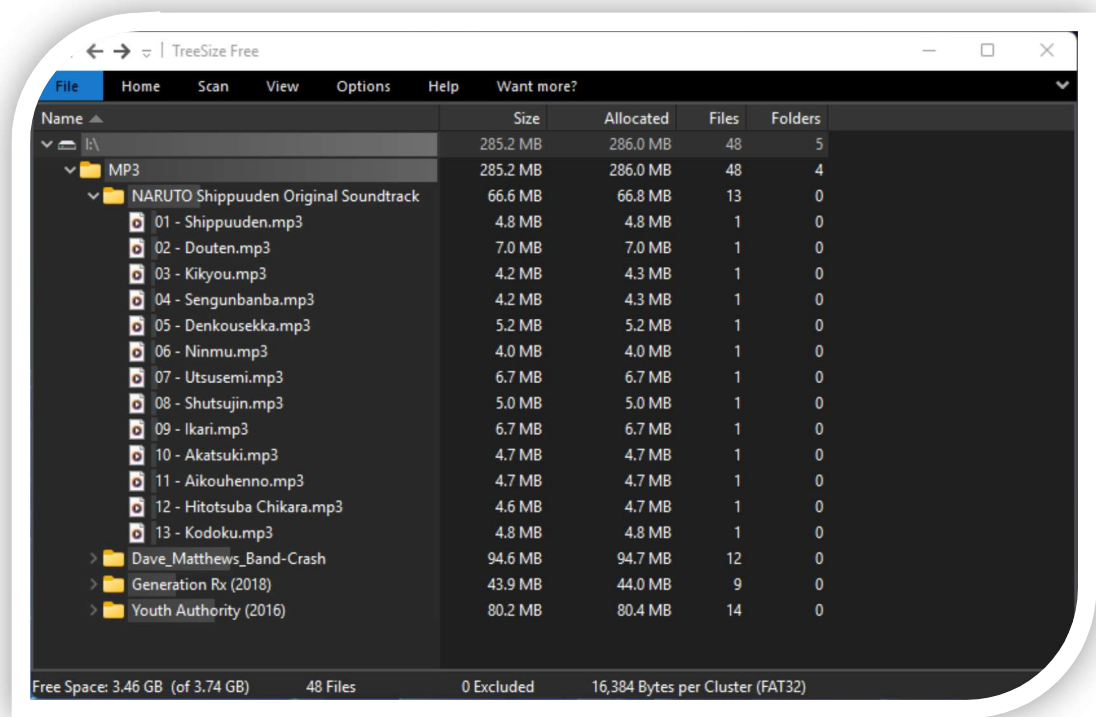 TreeSize Free
File Home Scan View Options Help Want more?
Name Size Allocated Files Folders
I:\ 285.2 MB 286.0 MB 48 5
MP3 285.2 MB 286.0 MB 48 4
NARUTO Shippuuden Original Soundtrack 66.6 MB 66.8 MB 13 0
01 - Shippuuden.mp3 4.8 MB 4.8 MB 1 0
02 - Douten.mp3 7.0 MB 7.0 MB 1 0
03 - Kikyou.mp3 4.2 MB 4.3 MB 1 0
04 - Sengunbanba.mp3 4.2 MB 4.3 MB 1 0
05 - Denkousekka.mp3 5.2 MB 5.2 MB 1 0
06 - Ninmu.mp3 4.0 MB 4.0 MB 1 0
07 - Utsusemi.mp3 6.7 MB 6.7 MB 1 0
08 - Shutsujin.mp3 5.0 MB 5.0 MB 1 0
09 - Ikari.mp3 6.7 MB 6.7 MB 1 0
10 - Akatsuki.mp3 4.7 MB 4.7 MB 1 0
11 - Aikouhenno.mp3 4.7 MB 4.7 MB 1 0
12 - Hitotsuba Chikara.mp3 4.6 MB 4.7 MB 1 0
13 - Kodoku.mp3 4.8 MB 4.8 MB 1 0
Dave_Matthews_Band-Crash 94.6 MB 94.7 MB 12 0
Generation Rx (2018) 43.9 MB 44.0 MB 9 0
Youth Authority (2016) 80.2 MB 80.4 MB 14 0
Free Space: 3.46 GB (of 3.74 GB) 48 Files 0 Excluded 16,384 Bytes per Cluster (FAT32)